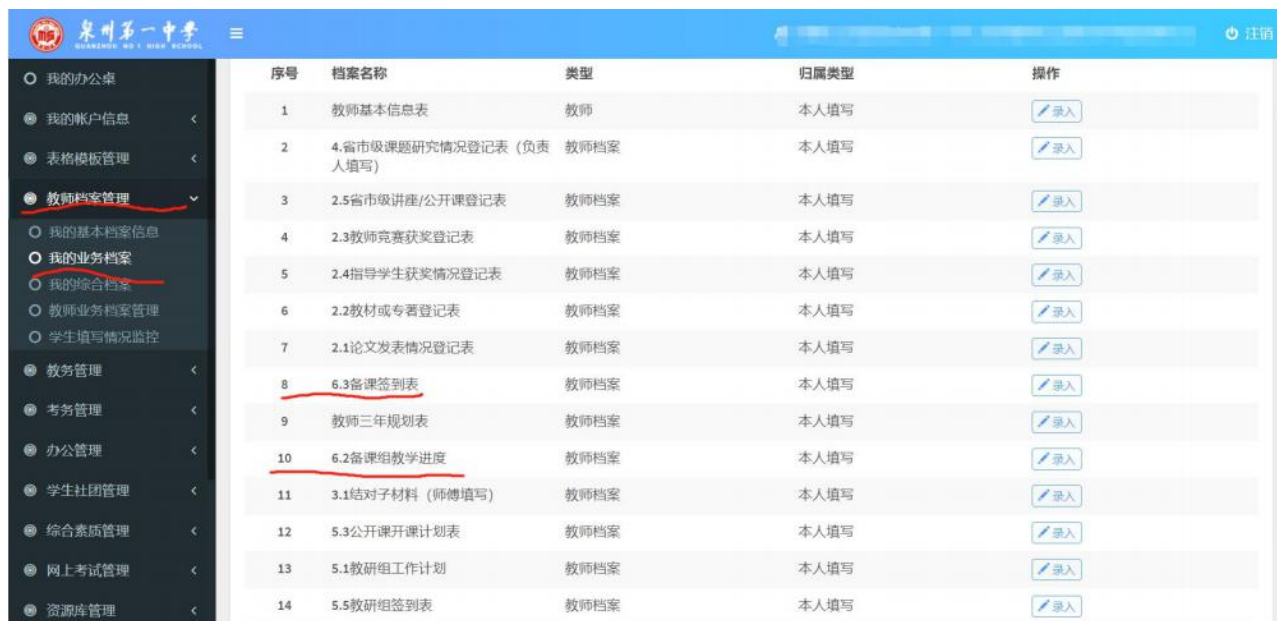 泉州第一中学
QUANZHOU NO 1 HIGH SCHOOL
注销
我的办公桌
我的帐户信息
表格模板管理
教师档案管理
我的基本档案信息
我的业务档案
我的综合档案
教师业务档案管理
学生填写情况监控
教务管理
考务管理
办公管理
学生社团管理
综合素质管理
网上考试管理
资源库管理
序号 档案名称 类型 归属类型 操作
1 教师基本信息表 教师 本人填写 录入
2 4.省市级课题研究情况登记表（负责 教师档案 本人填写 录入
人填写）
3 2.5省市级讲座/公开课登记表 教师档案 本人填写 录入
4 2.3教师竞赛获奖登记表 教师档案 本人填写 录入
5 2.4指导学生获奖情况登记表 教师档案 本人填写 录入
6 2.2教材或专著登记表 教师档案 本人填写 录入
7 2.1论文发表情况登记表 教师档案 本人填写 录入
8 6.3备课签到表 教师档案 本人填写 录入
9 教师三年规划表 教师档案 本人填写 录入
10 6.2备课组教学进度 教师档案 本人填写 录入
11 3.1结对子材料（师傅填写） 教师档案 本人填写 录入
12 5.3公开课开课计划表 教师档案 本人填写 录入
13 5.1教研组工作计划 教师档案 本人填写 录入
14 5.5教研组签到表 教师档案 本人填写 录入